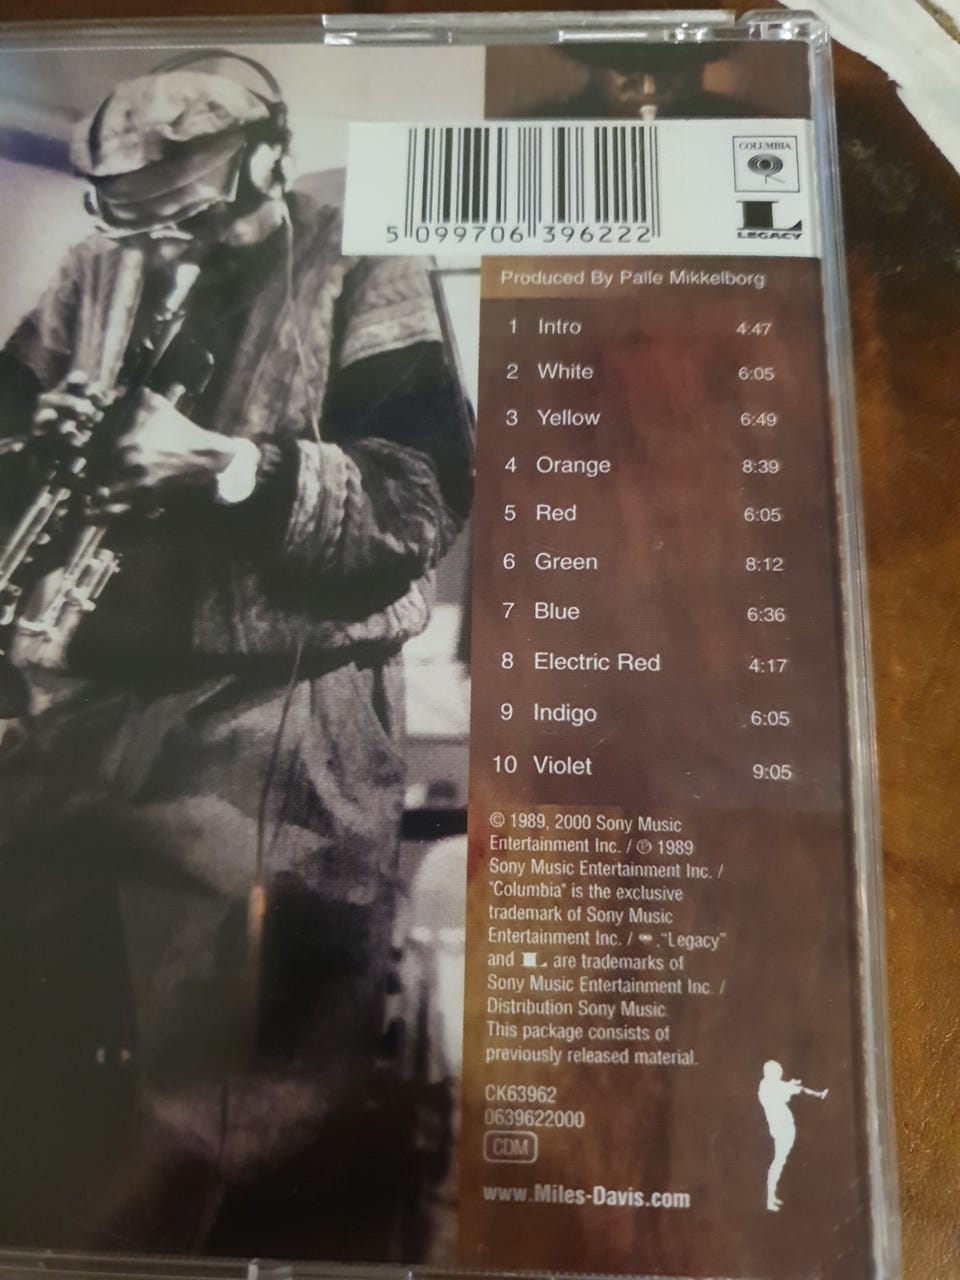 COLUMBIA
L
LEGACY
5 099706 396222
Produced By Palle Mikkelborg
1 Intro 4:47
2 White 6:05
3 Yellow 6:49
4 Orange 8:39
5 Red 6:05
6 Green 8:12
7 Blue 6:36
8 Electric Red 4:17
9 Indigo 6:05
10 Violet 9:05
© 1989, 2000 Sony Music
Entertainment Inc. / ℗ 1989
Sony Music Entertainment Inc. /
"Columbia" is the exclusive
trademark of Sony Music
Entertainment Inc. / . "Legacy"
and L are trademarks of
Sony Music Entertainment Inc. /
Distribution Sony Music.
This package consists of
previously released material.
CK63962
0639622000
CDM
www.Miles-Davis.com